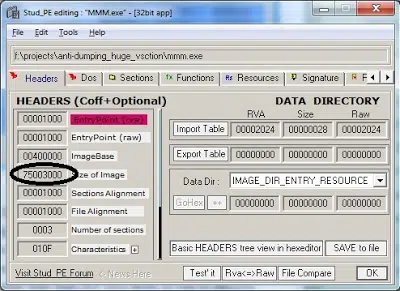 Stud_PE editing : "MMM.exe" - [32bit app]
File Edit Tools Help
f:\projects\anti-dumping_huge_vsction\mmm.exe
Headers Dos Sections Functions Resources Signature
HEADERS (Coff+Optional)
00001000 EntryPoint (rva)
00001000 EntryPoint (raw)
00400000 ImageBase
75003000 Size of Image
00001000 Sections Alignment
00001000 File Alignment
0003 Number of sections
010F Characteristics +
DATA DIRECTORY
RVA Size Raw
Import Table 00002024 00000028 00002024
Export Table 00000000 00000000 00000000
Data Dir : IMAGE_DIR_ENTRY_RESOURCE
GoHex ** 00000000 00000000 00000000
Basic HEADERS tree view in hexeditor SAVE to file
Visit Stud_PE Forum <-News Here Test' it Rva<=>Raw File Compare OK